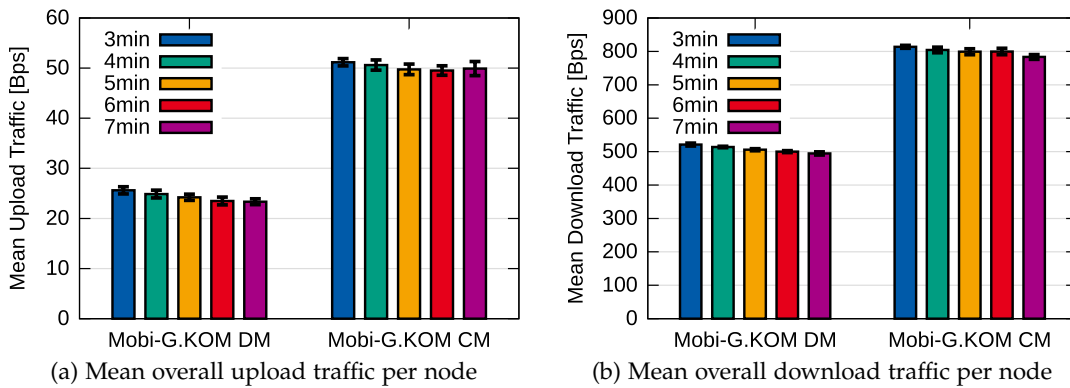 Mean Upload Traffic [Bps]
60
50
40
30
20
10
0
3min
4min
5min
6min
7min
Mobi-G.KOM DM
Mobi-G.KOM CM
(a) Mean overall upload traffic per node
Mean Download Traffic [Bps]
900
800
700
600
500
400
300
200
100
0
3min
4min
5min
6min
7min
Mobi-G.KOM DM
Mobi-G.KOM CM
(b) Mean overall download traffic per node